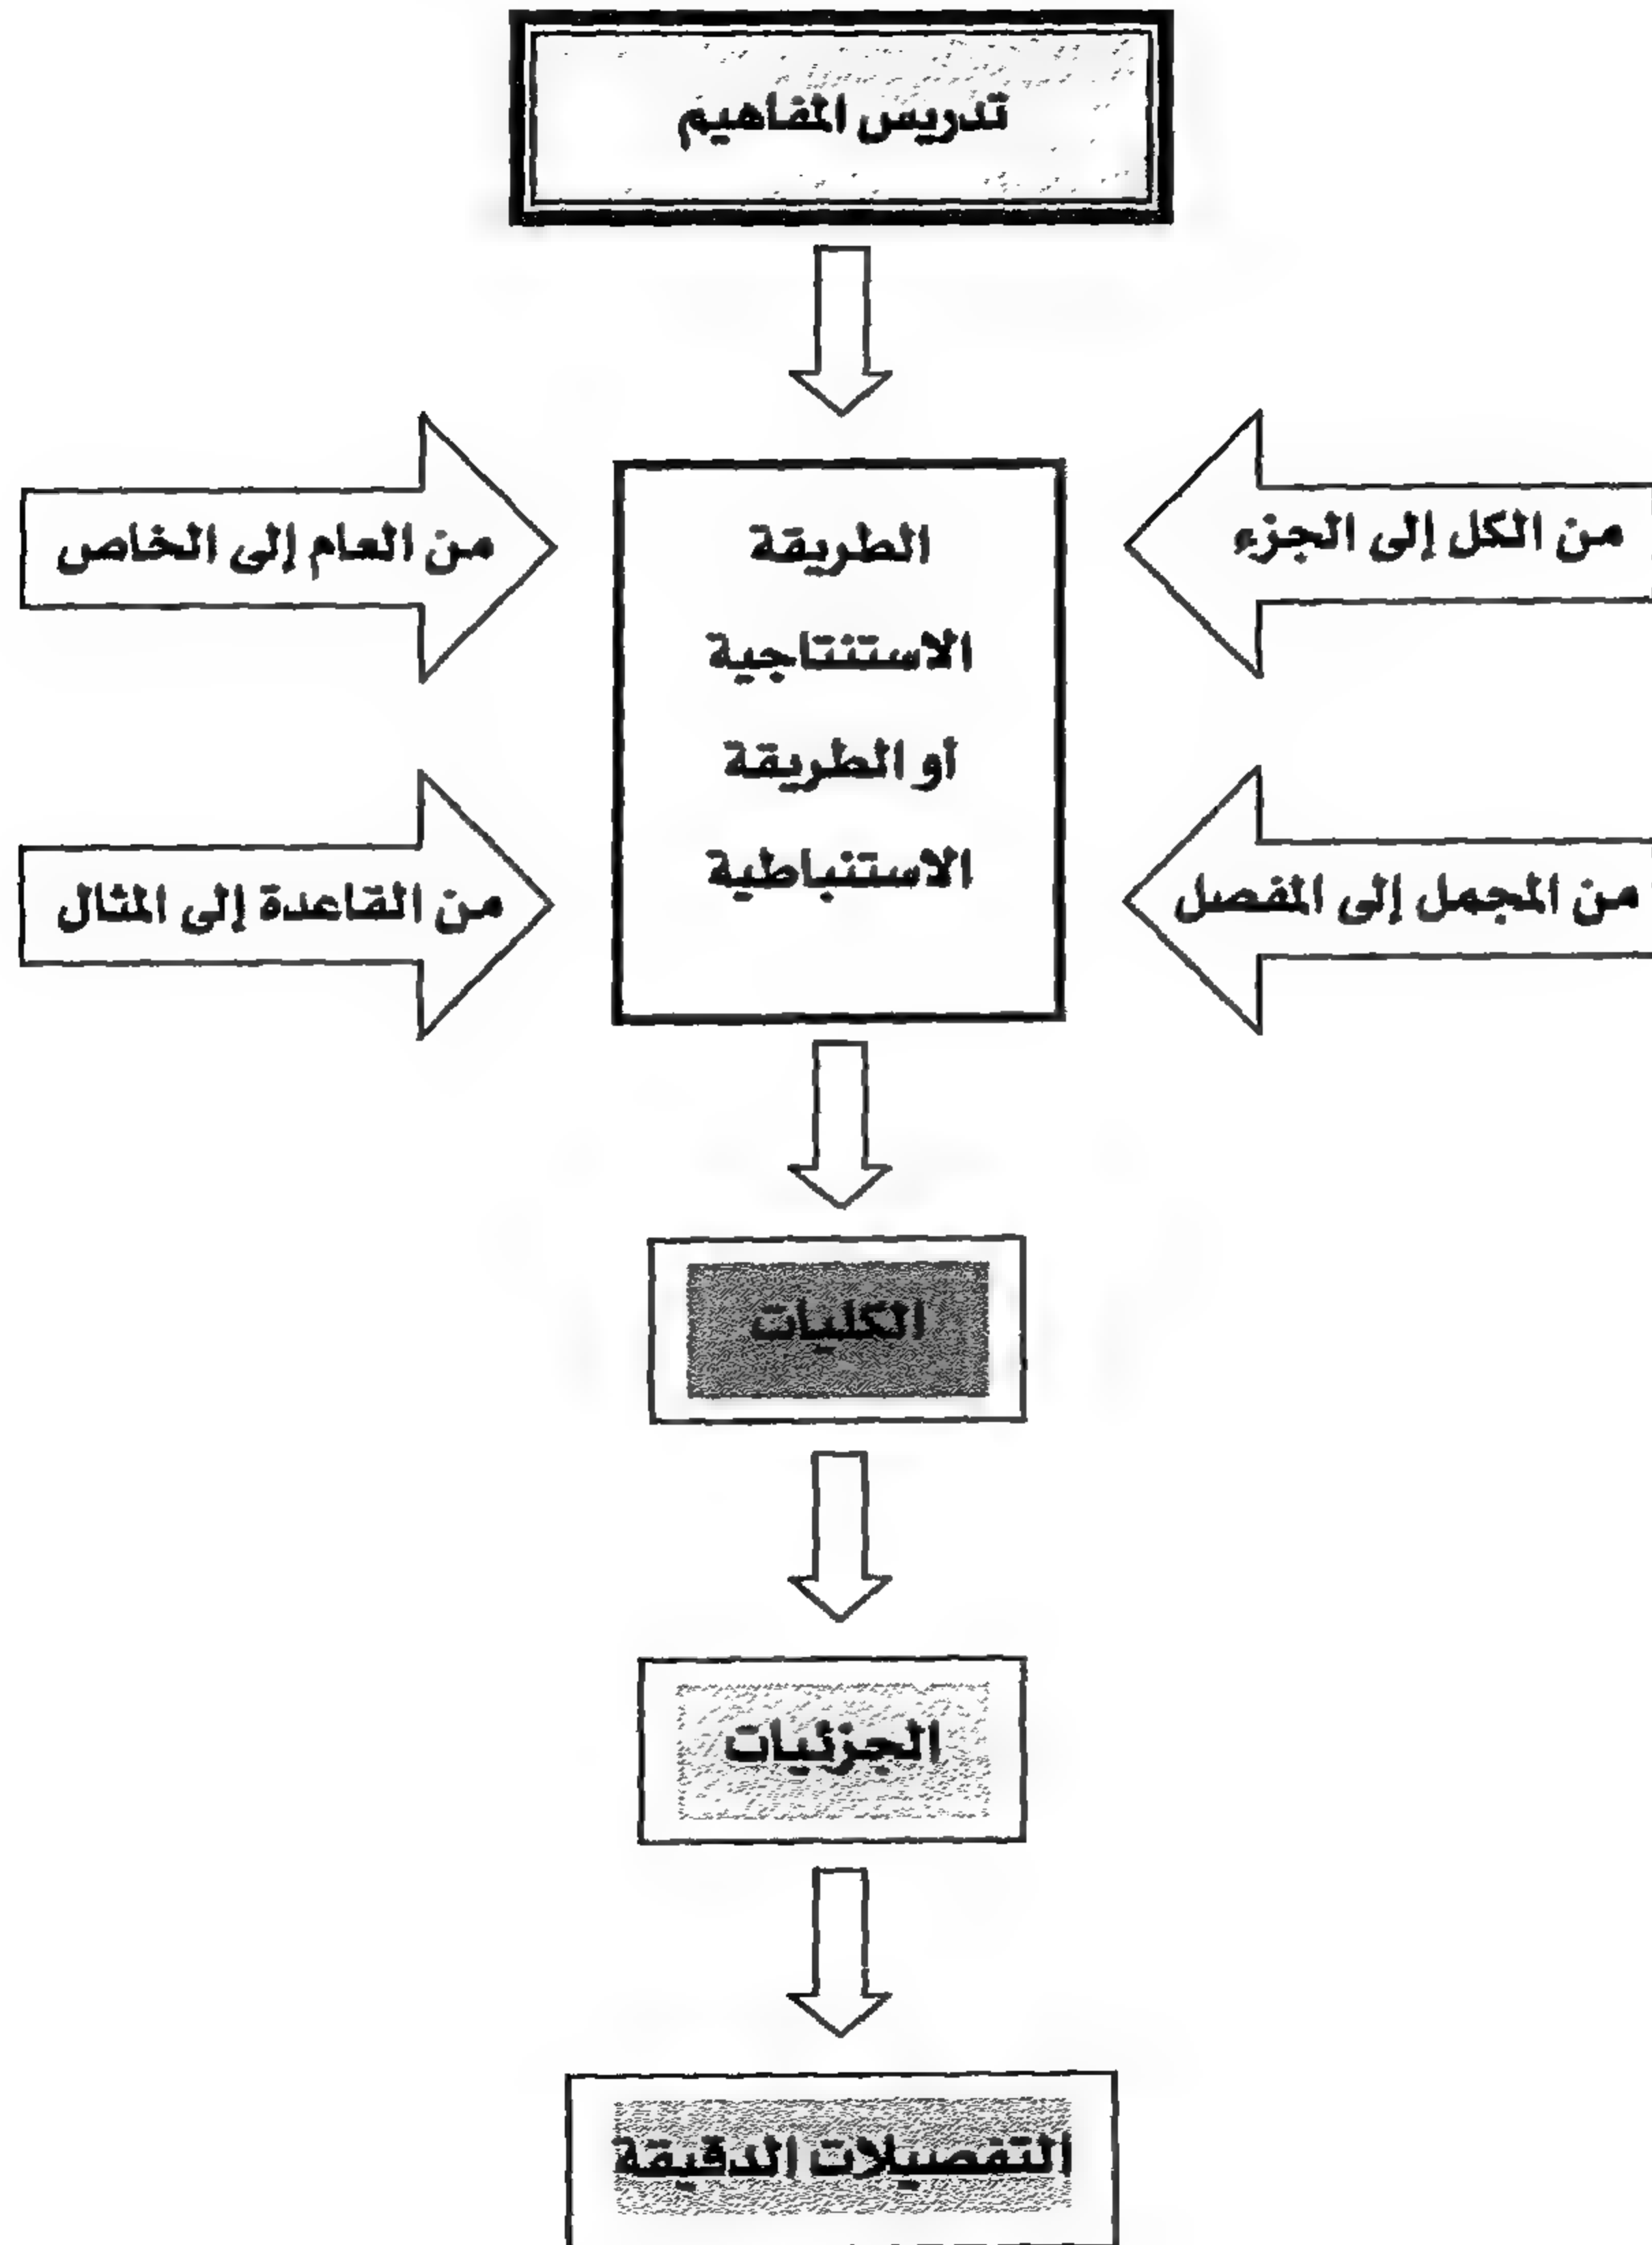 تدريس المفاهيم
من الكل إلى الجزء
من العام إلى الخاص
الطريقة
الاستنتاجية
أو الطريقة
الاستنباطية
من المجمل إلى المفصل
من القاعدة إلى المثال
الكليات
الجزئيات
التفصيلات الدقيقة